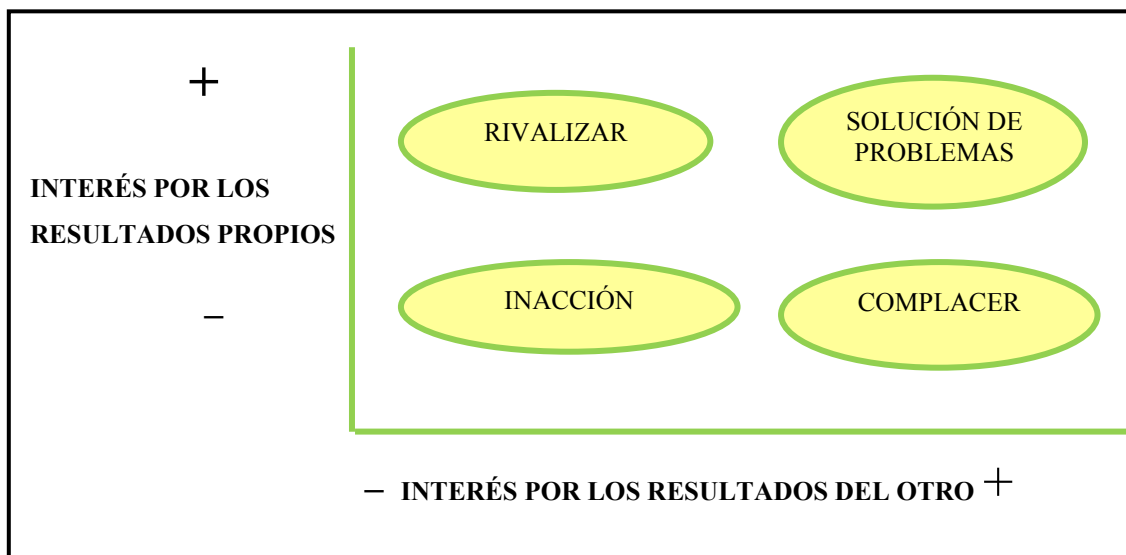 +
RIVALIZAR
SOLUCIÓN DE
PROBLEMAS
INTERÉS POR LOS
RESULTADOS PROPIOS
INACCIÓN
COMPLACER
–
– INTERÉS POR LOS RESULTADOS DEL OTRO +